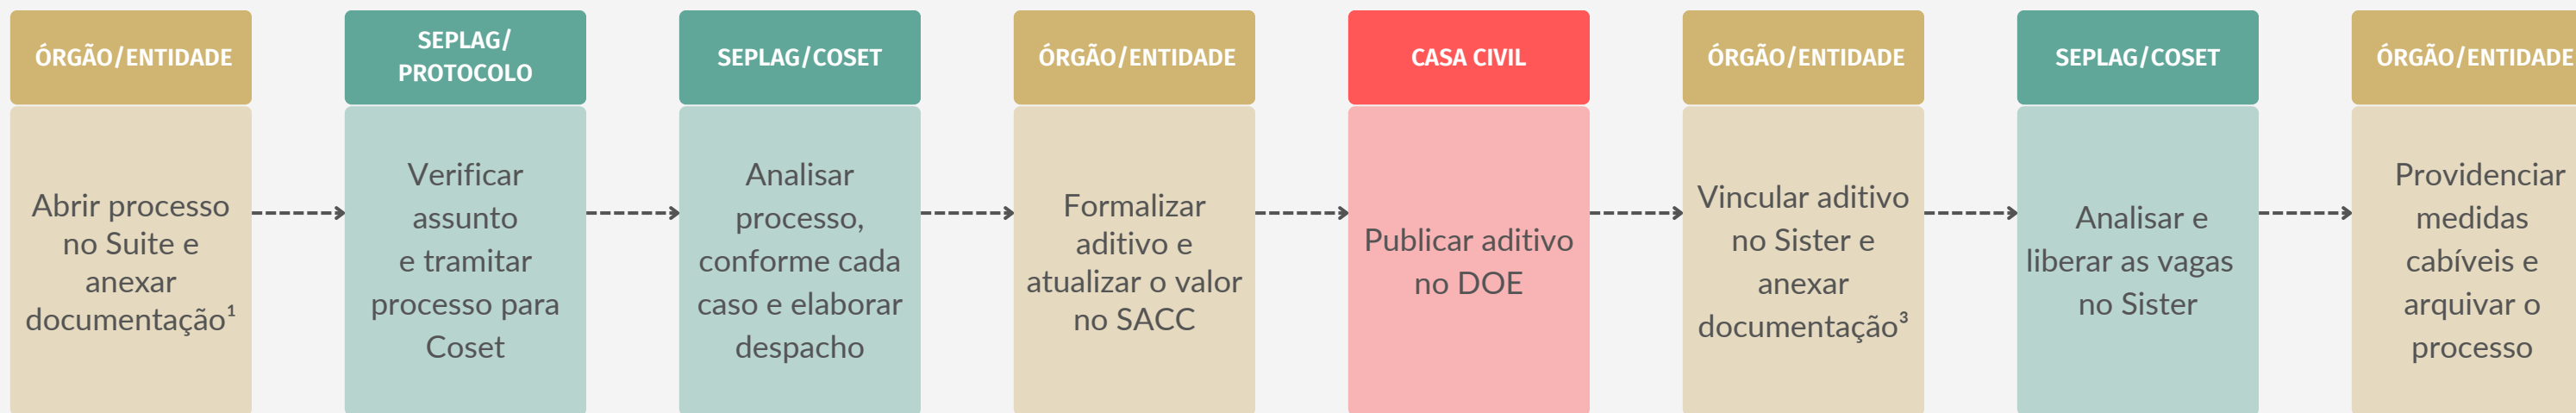 ÓRGÃO/ENTIDADE
Abrir processo
no Suite e
anexar
documentação¹
SEPLAG/
PROTOCOLO
Verificar
assunto
e tramitar
processo para
Coset
SEPLAG/COSET
Analisar
processo,
conforme cada
caso e elaborar
despacho
ÓRGÃO/ENTIDADE
Formalizar
aditivo e
atualizar o valor
no SACC
CASA CIVIL
Publicar aditivo
no DOE
ÓRGÃO/ENTIDADE
Vincular aditivo
no Sister e
anexar
documentação³
SEPLAG/COSET
Analisar e
liberar as vagas
no Sister
ÓRGÃO/ENTIDADE
Providenciar
medidas
cabíveis e
arquivar o
processo